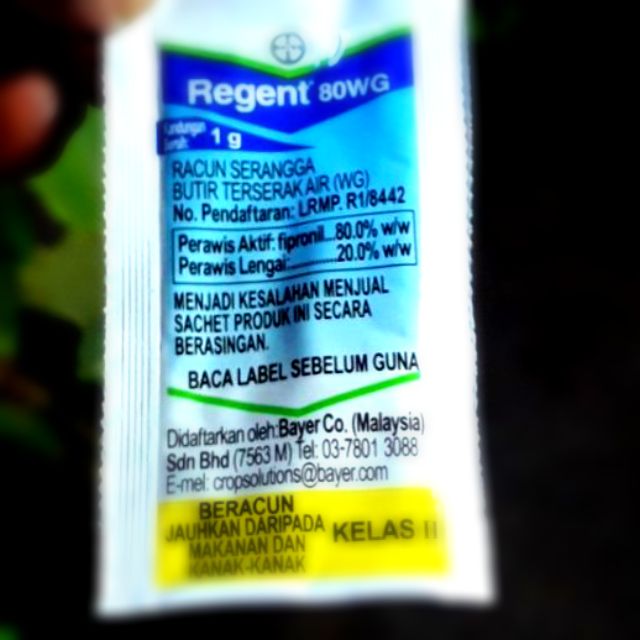 Regent 80WG
Kandungan
Bersih: 1 g
RACUN SERANGGA
BUTIR TERSERAK AIR (WG)
No. Pendaftaran: LRMP. R1/8442
Perawis Aktif: fipronil...80.0% w/w
Perawis Lengai:...........20.0% w/w
MENJADI KESALAHAN MENJUAL
SACHET PRODUK INI SECARA
BERASINGAN.
BACA LABEL SEBELUM GUNA
Didaftarkan oleh:Bayer Co. (Malaysia)
Sdn Bhd (7563 M) Tel: 03-7801 3088
E-mel: cropsolutions@bayer.com
BERACUN
JAUHKAN DARIPADA
MAKANAN DAN
KANAK-KANAK
KELAS II